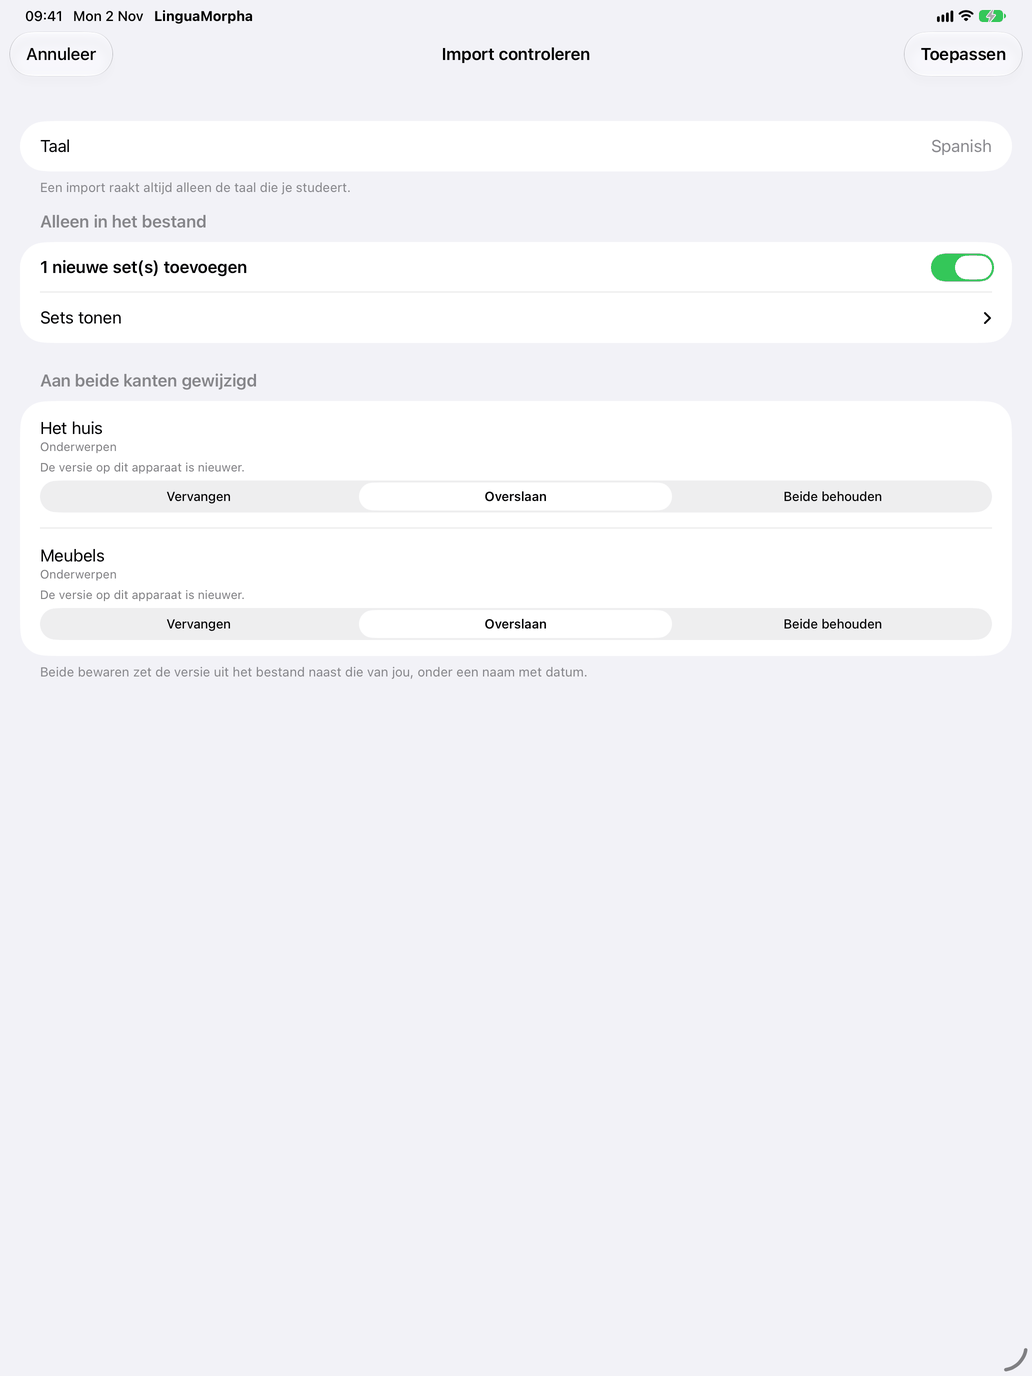 09:41 Mon 2 Nov LinguaMorpha
Annuleer
Import controleren
Toepassen
Taal
Spanish
Een import raakt altijd alleen de taal die je studeert.
Alleen in het bestand
1 nieuwe set(s) toevoegen
Sets tonen
Aan beide kanten gewijzigd
Het huis
Onderwerpen
De versie op dit apparaat is nieuwer.
Vervangen
Overslaan
Beide behouden
Meubels
Onderwerpen
De versie op dit apparaat is nieuwer.
Vervangen
Overslaan
Beide behouden
Beide bewaren zet de versie uit het bestand naast die van jou, onder een naam met datum.